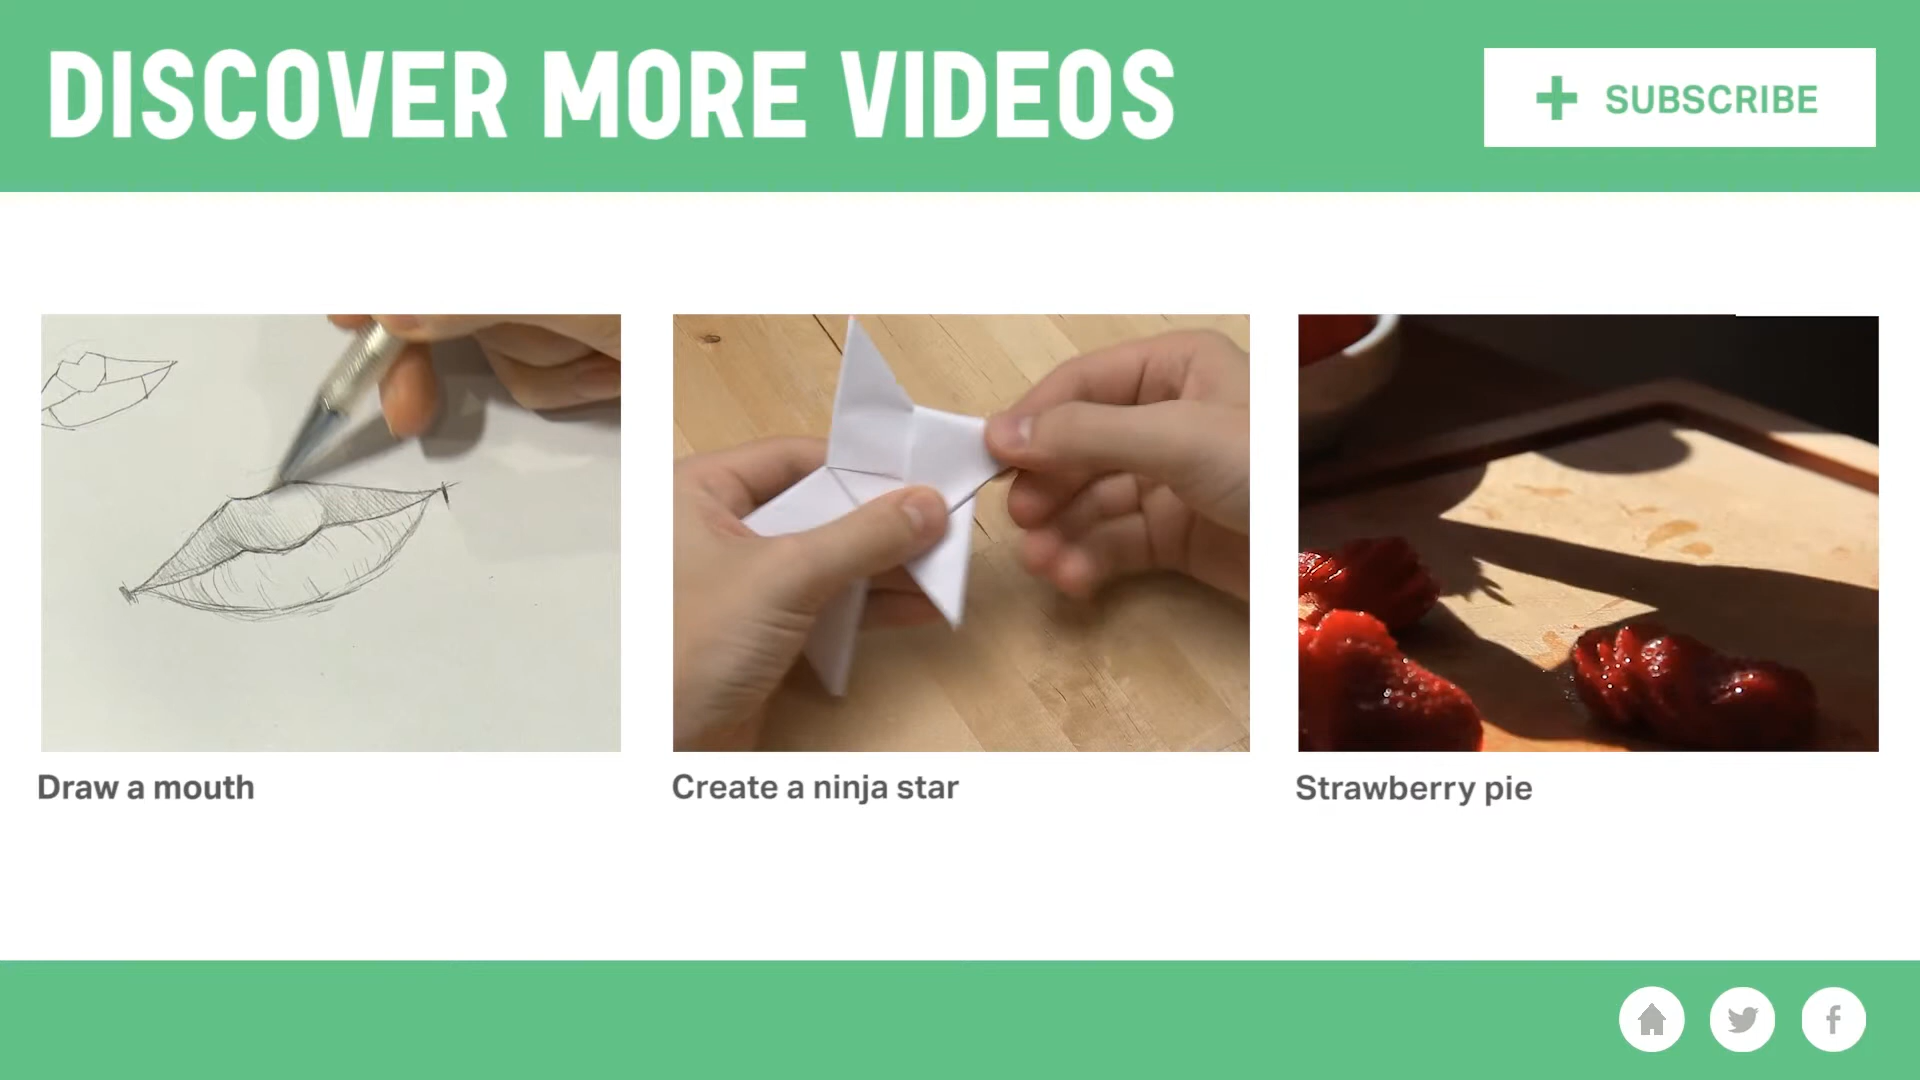 DISCOVER MORE VIDEOS
SUBSCRIBE
Draw a mouth
Create a ninja star
Strawberry pie